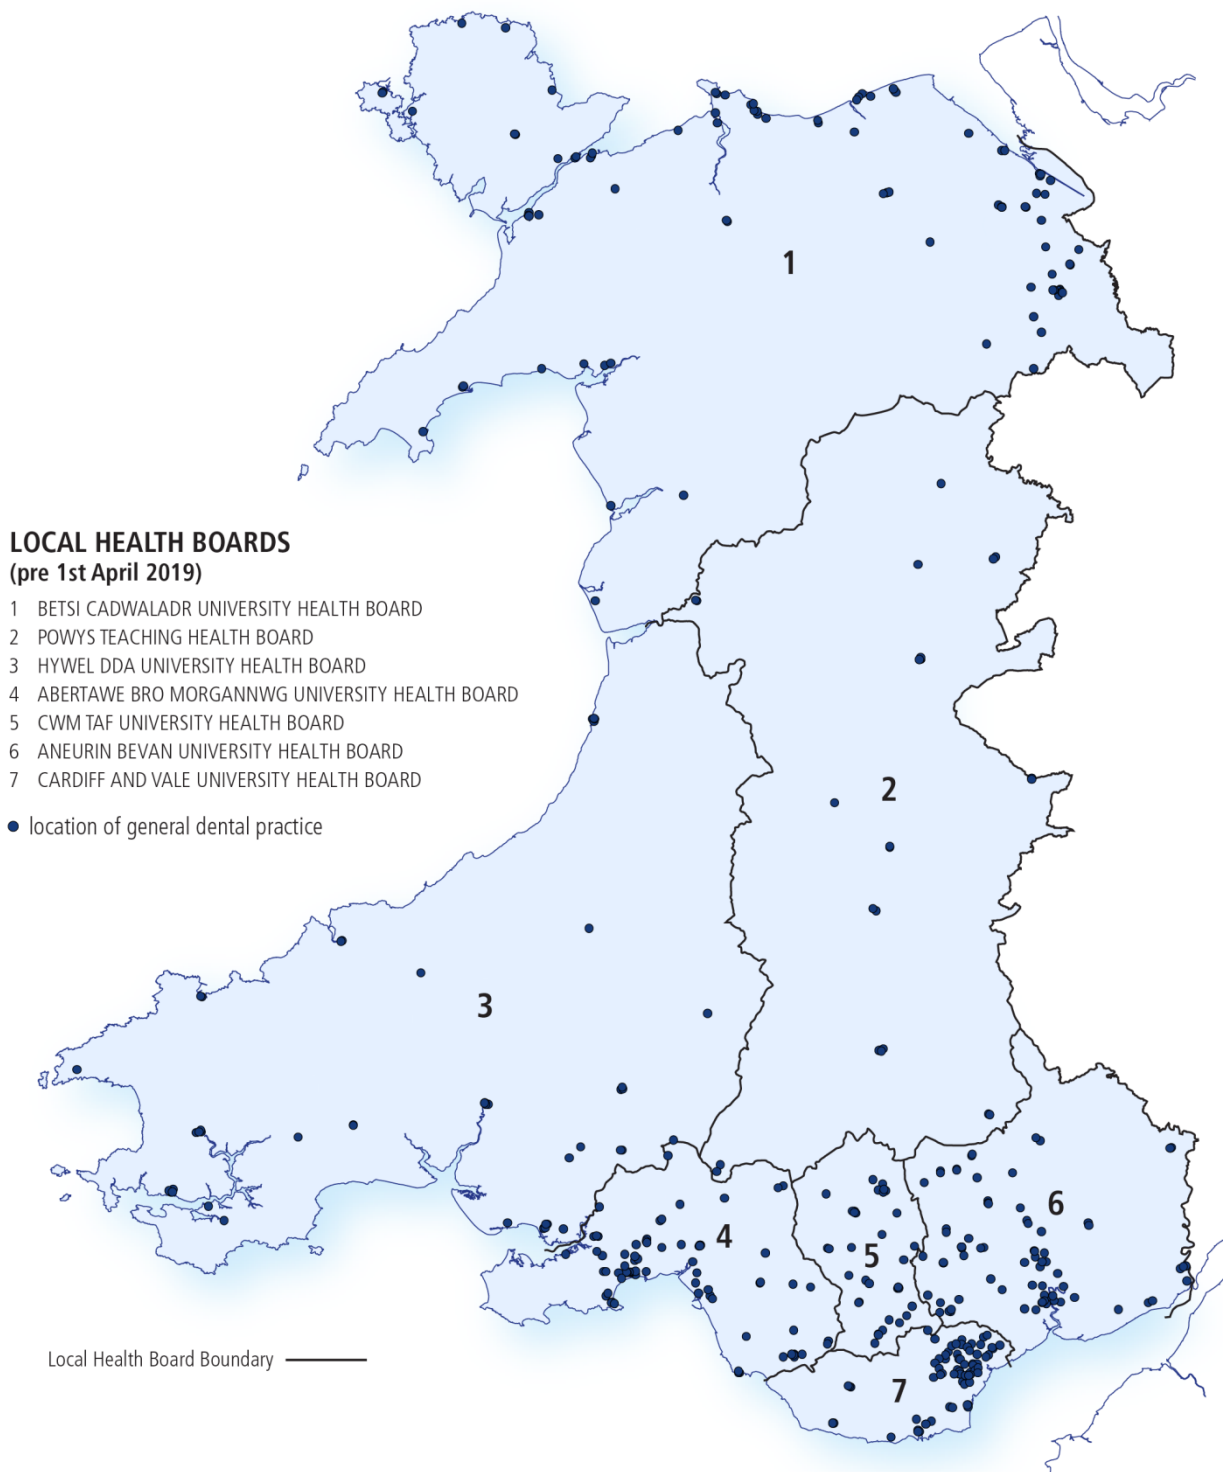 1
LOCAL HEALTH BOARDS
(pre 1st April 2019)
1 BETSI CADWALADR UNIVERSITY HEALTH BOARD
2 POWYS TEACHING HEALTH BOARD
3 HYWEL DDA UNIVERSITY HEALTH BOARD
4 ABERTAWE BRO MORGANNWG UNIVERSITY HEALTH BOARD
5 CWM TAF UNIVERSITY HEALTH BOARD
6 ANEURIN BEVAN UNIVERSITY HEALTH BOARD
7 CARDIFF AND VALE UNIVERSITY HEALTH BOARD
location of general dental practice
2
3
6
4
5
Local Health Board Boundary
7